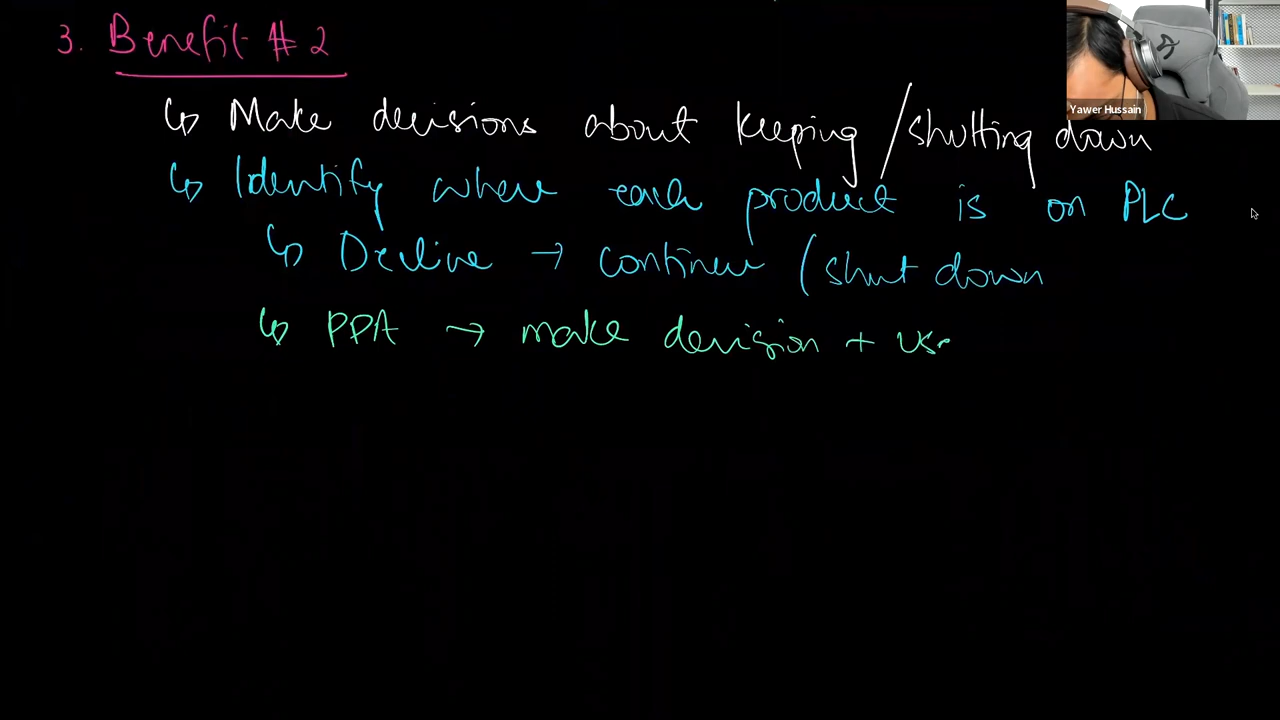 3. Benefit # 2
↳ Make decisions about keeping / shutting down
↳ Identify where each product is on PLC
↳ Decline → continue / shut down
↳ PPA → make decision + use
Yawer Hussain